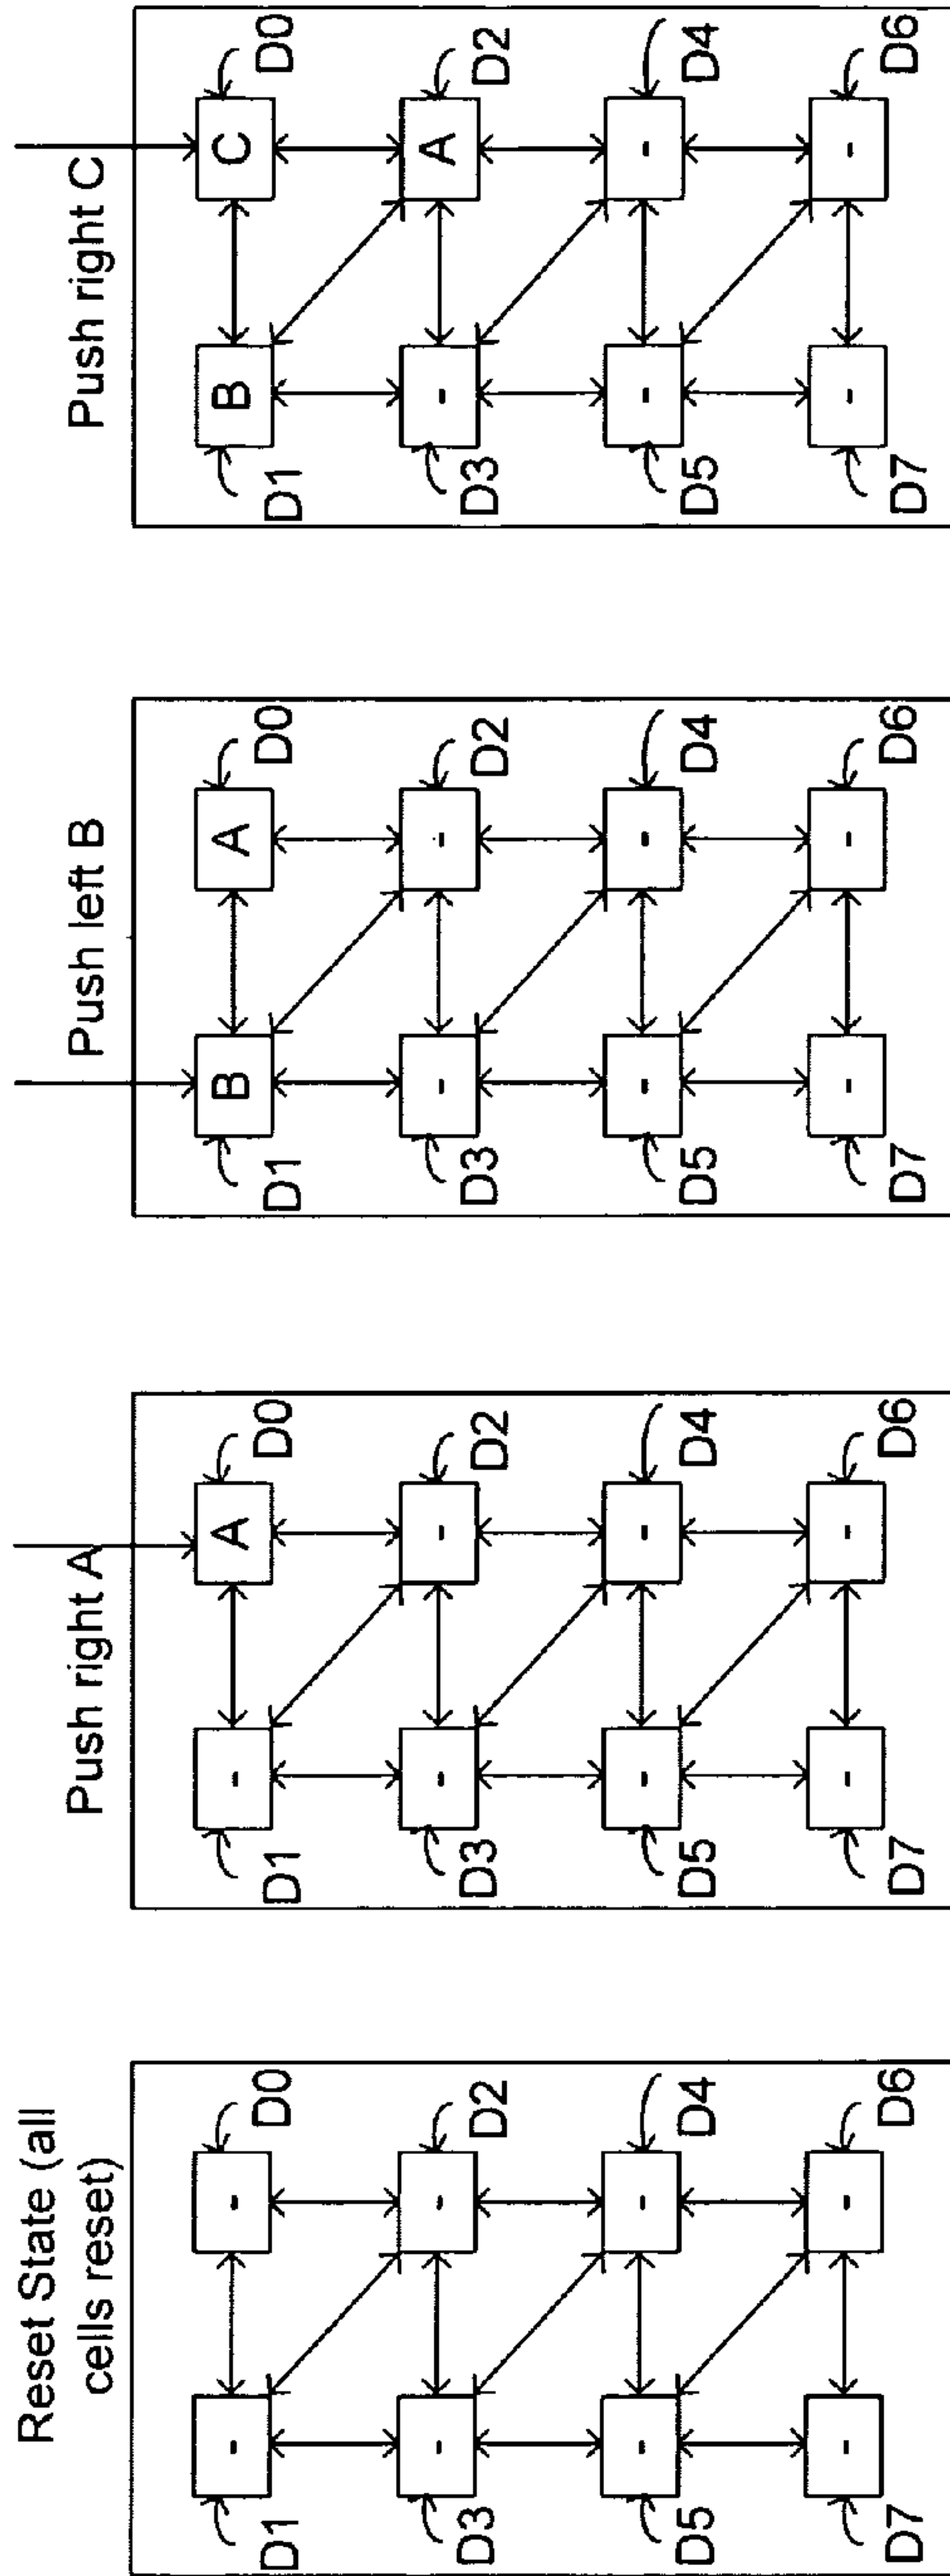 Reset State (all
cells reset)
D1 - - D0
D3 - - D2
D5 - - D4
D7 - - D6
Push right A
D1 - A D0
D3 - - D2
D5 - - D4
D7 - - D6
Push left B
D1 B A D0
D3 - - D2
D5 - - D4
D7 - - D6
Push right C
D1 B C D0
D3 - A D2
D5 - - D4
D7 - - D6